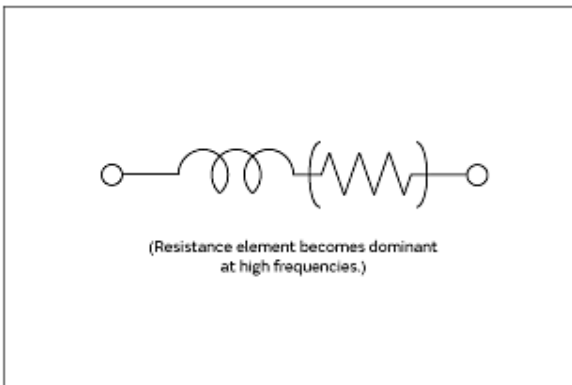 (Resistance element becomes dominant
at high frequencies.)